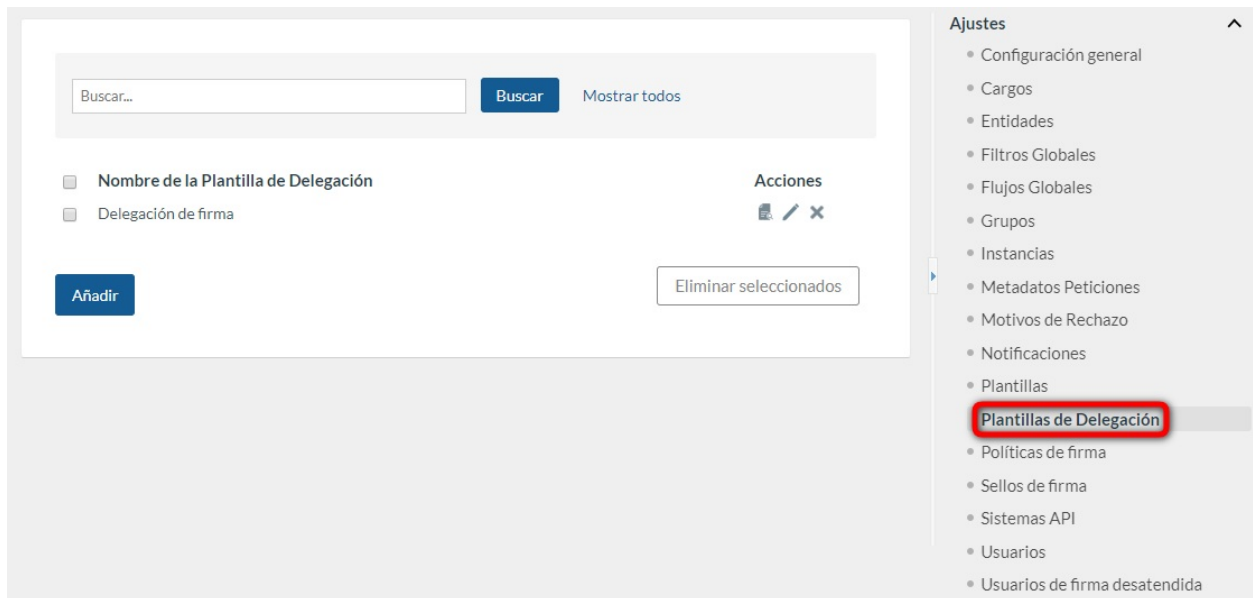 Buscar...
Buscar
Mostrar todos
Nombre de la Plantilla de Delegación
Acciones
Delegación de firma
Añadir
Eliminar seleccionados
Ajustes
Configuración general
Cargos
Entidades
Filtros Globales
Flujos Globales
Grupos
Instancias
Metadatos Peticiones
Motivos de Rechazo
Notificaciones
Plantillas
Plantillas de Delegación
Políticas de firma
Sellos de firma
Sistemas API
Usuarios
Usuarios de firma desatendida